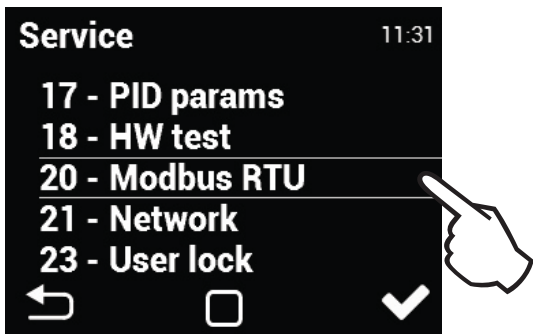 Service 11:31
17 - PID params
18 - HW test
20 - Modbus RTU
21 - Network
23 - User lock